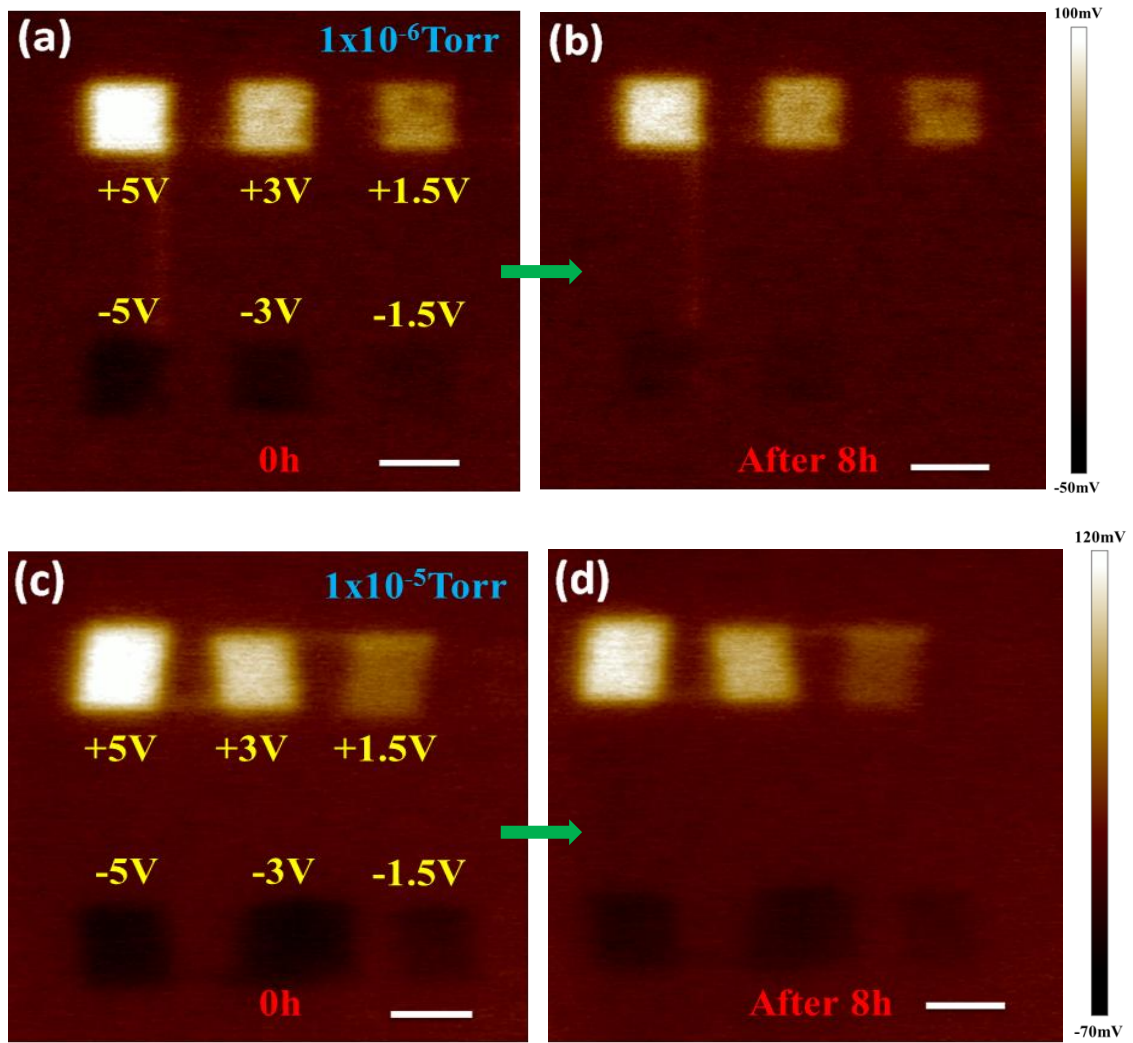 (a)
1x10⁻⁶Torr
(b)
100mV
+5V +3V +1.5V
-5V -3V -1.5V
0h
After 8h
-50mV
(c)
1x10⁻⁵Torr
(d)
120mV
+5V +3V +1.5V
-5V -3V -1.5V
0h
After 8h
-70mV